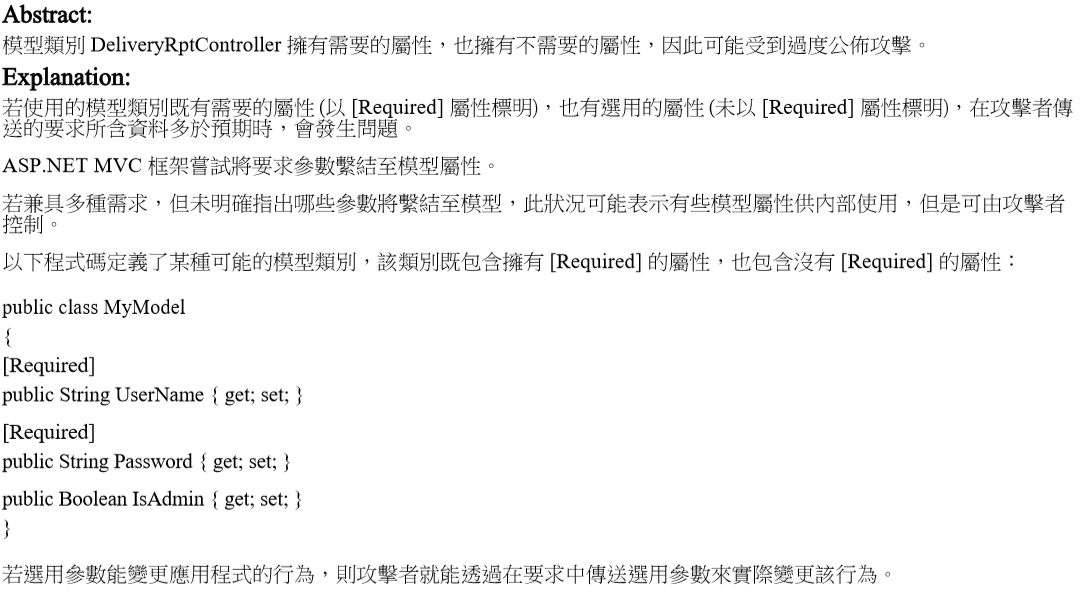 Abstract:
模型類別 DeliveryRptController 擁有需要的屬性，也擁有不需要的屬性，因此可能受到過度公佈攻擊。
Explanation:
若使用的模型類別既有需要的屬性 (以 [Required] 屬性標明)，也有選用的屬性 (未以 [Required] 屬性標明)，在攻擊者傳
送的要求所含資料多於預期時，會發生問題。
ASP.NET MVC 框架嘗試將要求參數繫結至模型屬性。
若兼具多種需求，但未明確指出哪些參數將繫結至模型，此狀況可能表示有些模型屬性供內部使用，但是可由攻擊者
控制。
以下程式碼定義了某種可能的模型類別，該類別既包含擁有 [Required] 的屬性，也包含沒有 [Required] 的屬性：
public class MyModel
{
[Required]
public String UserName { get; set; }
[Required]
public String Password { get; set; }
public Boolean IsAdmin { get; set; }
}
若選用參數能變更應用程式的行為，則攻擊者就能透過在要求中傳送選用參數來實際變更該行為。